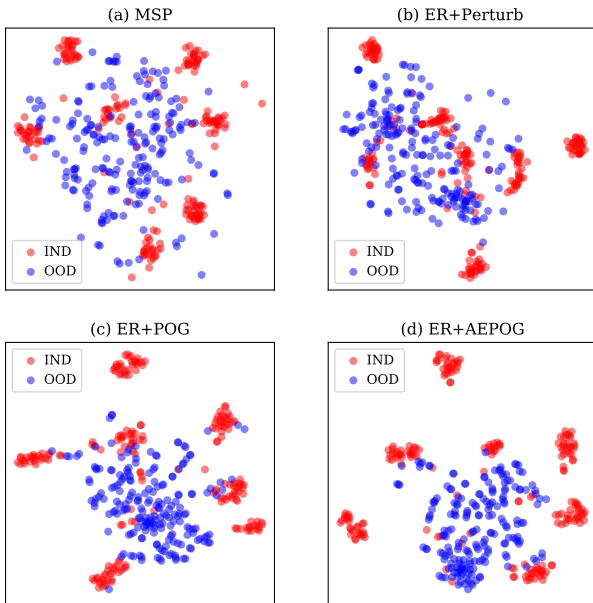 (a) MSP
(b) ER+Perturb
IND
OOD
IND
OOD
(c) ER+POG
(d) ER+AEPOG
IND
OOD
IND
OOD